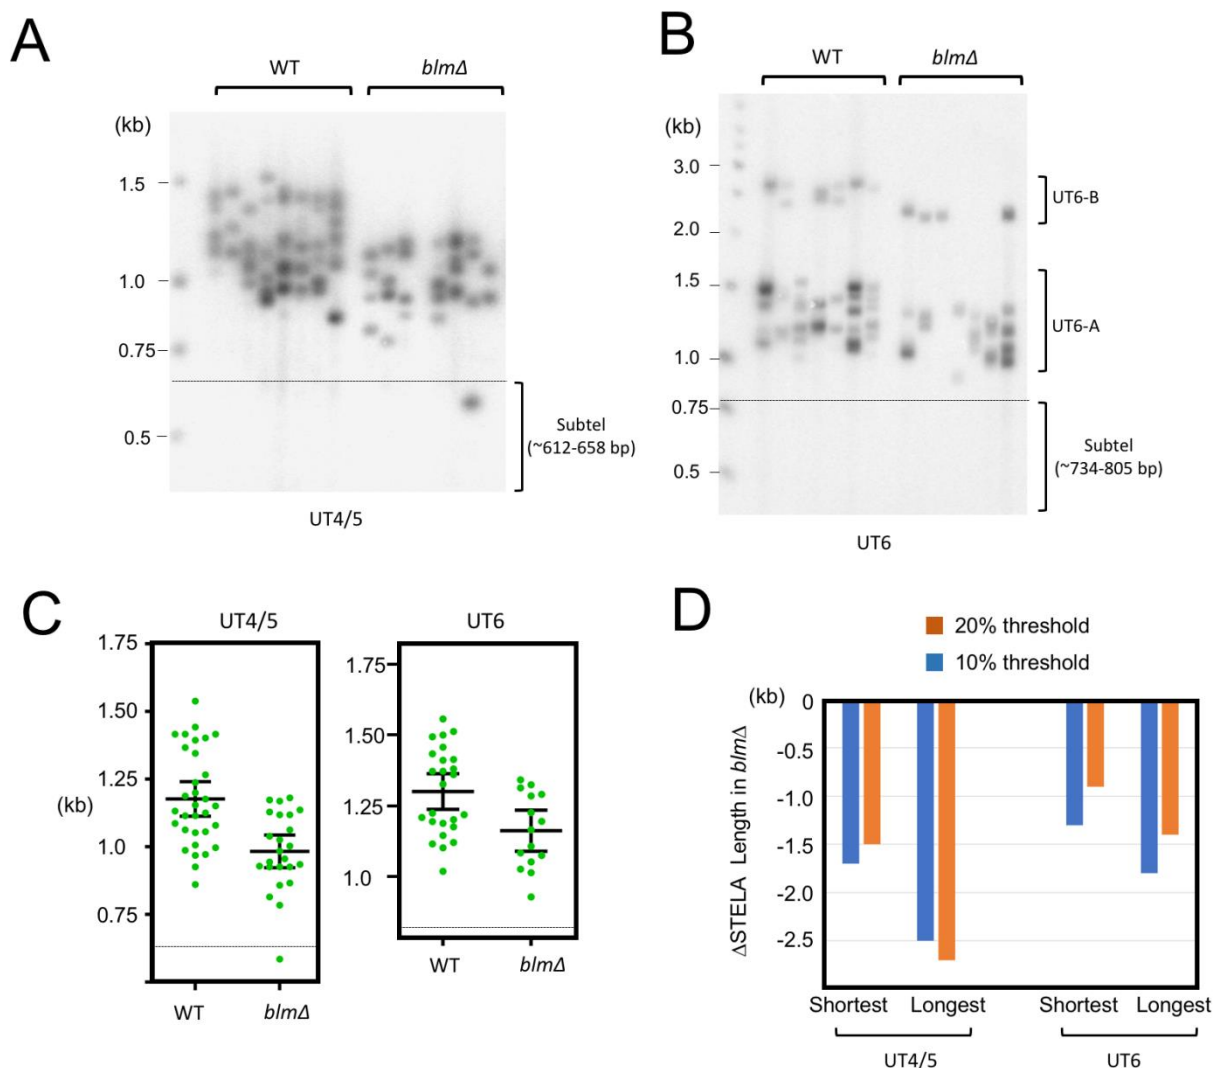 A
WT
blmΔ
(kb)
1.5
1.0
0.75
0.5
Subtel
(~612-658 bp)
UT4/5
B
WT
blmΔ
(kb)
3.0
2.0
1.5
1.0
0.75
0.5
UT6-B
UT6-A
Subtel
(~734-805 bp)
UT6
C
UT4/5
1.75
1.50
1.25
(kb)
1.0
0.75
WT
blmΔ
UT6
1.75
1.50
1.25
1.0
WT
blmΔ
D
20% threshold
10% threshold
(kb)
0
-0.5
-1.0
-1.5
-2.0
-2.5
ΔSTELA Length in blmΔ
Shortest Longest Shortest Longest
UT4/5 UT6